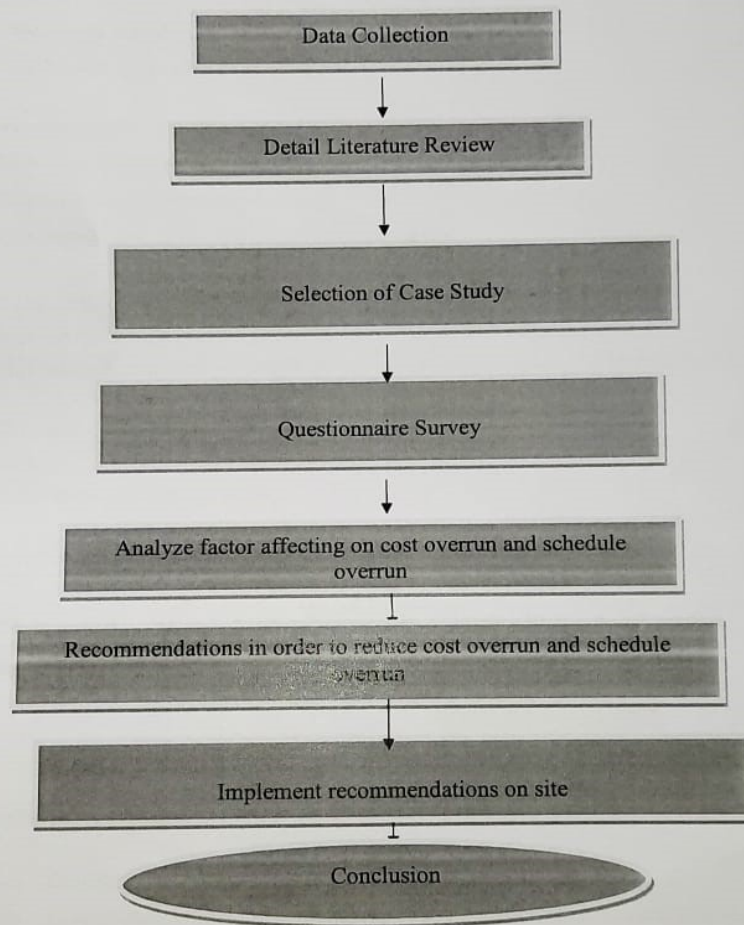 Data Collection
Detail Literature Review
Selection of Case Study
Questionnaire Survey
Analyze factor affecting on cost overrun and schedule
overrun
Recommendations in order to reduce cost overrun and schedule
overrun
Implement recommendations on site
Conclusion